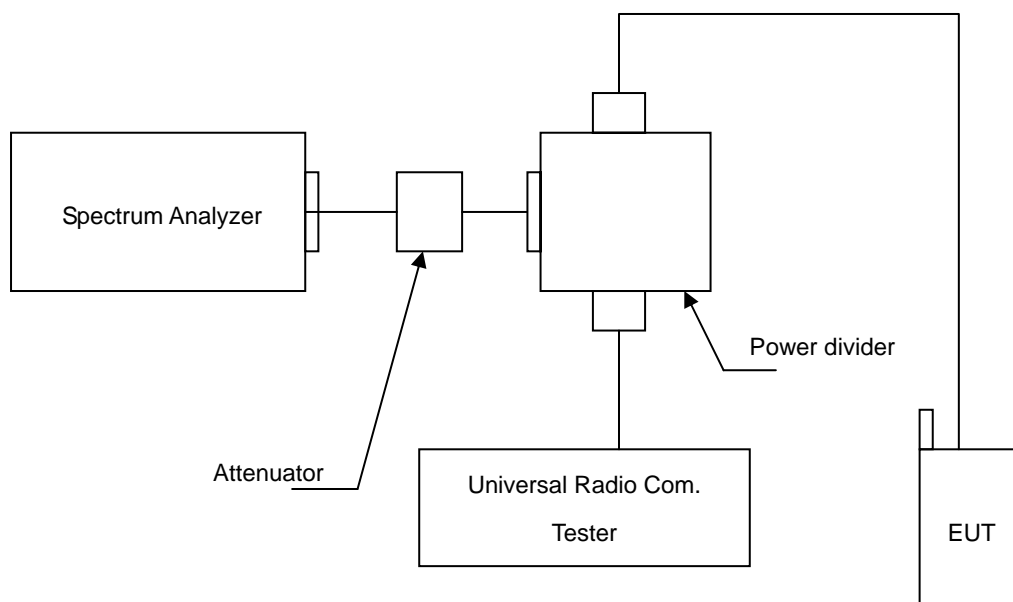 Spectrum Analyzer
Power divider
Attenuator
Universal Radio Com.
Tester
EUT